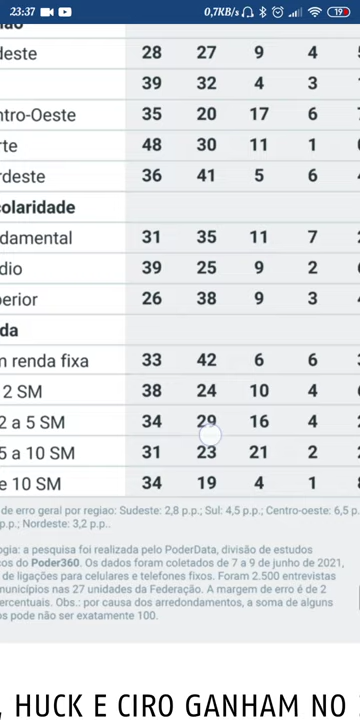 23:37 0,7KB/s 19
deste 28 27 9 4
39 32 4 3
ntro-Oeste 35 20 17 6
rte 48 30 11 1
rdeste 36 41 5 6
colaridade
damental 31 35 11 7
dio 39 25 9 2
perior 26 38 9 3
da
n renda fixa 33 42 6 6
2 SM 38 24 10 4
2 a 5 SM 34 29 16 4
5 a 10 SM 31 23 21 2
e 10 SM 34 19 4 1
de erro geral por regiao: Sudeste: 2,8 p.p.; Sul: 4,5 p.p.; Centro-oeste: 6,5 p.
p.p.; Nordeste: 3,2 p.p..
ogia: a pesquisa foi realizada pelo PoderData, divisão de estudos
cos do Poder360. Os dados foram coletados de 7 a 9 de junho de 2021,
de ligações para celulares e telefones fixos. Foram 2.500 entrevistas
municípios nas 27 unidades da Federação. A margem de erro é de 2
ercentuais. Obs.: por causa dos arredondamentos, a soma de alguns
os pode não ser exatamente 100.
, HUCK E CIRO GANHAM NO